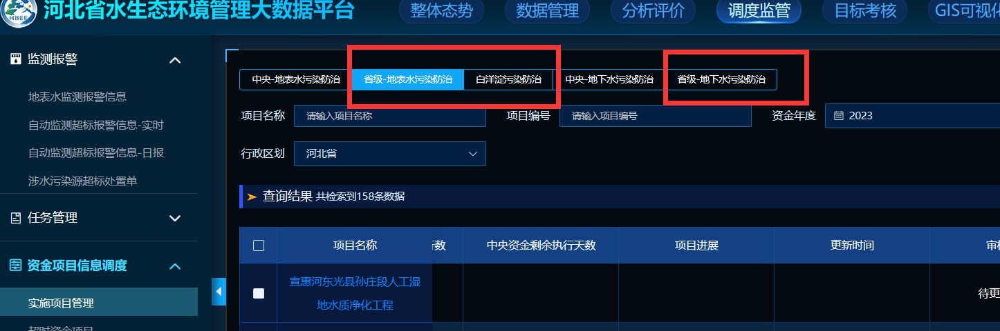 河北省水生态环境管理大数据平台
HBEE
整体态势 数据管理 分析评价 调度监管 目标考核 GIS可视
监测报警
地表水监测报警信息
自动监测超标报警信息-实时
自动监测超标报警信息-日报
涉水污染源超标处置单
任务管理
资金项目信息调度
实施项目管理
超时资金项目
中央-地表水污染防治 省级-地表水污染防治 白洋淀污染防治 中央-地下水污染防治 省级-地下水污染防治
项目名称 请输入项目名称 项目编号 请输入项目编号 资金年度 2023
行政区划 河北省
查询结果 共检索到158条数据
项目名称 数 中央资金剩余执行天数 项目进展 更新时间 审
宣惠河东光县孙庄段人工湿
地水质净化工程
待更